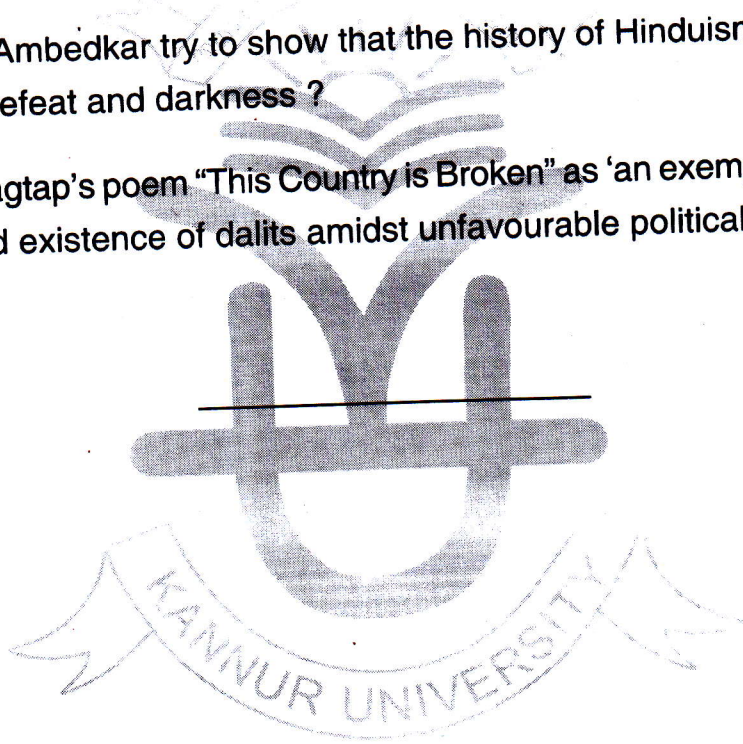 Ambedkar try to show that the history of Hinduism
efeat and darkness ?
agtap's poem “This Country is Broken” as ‘an exem
d existence of dalits amidst unfavourable political
KANNUR UNIVERSITY